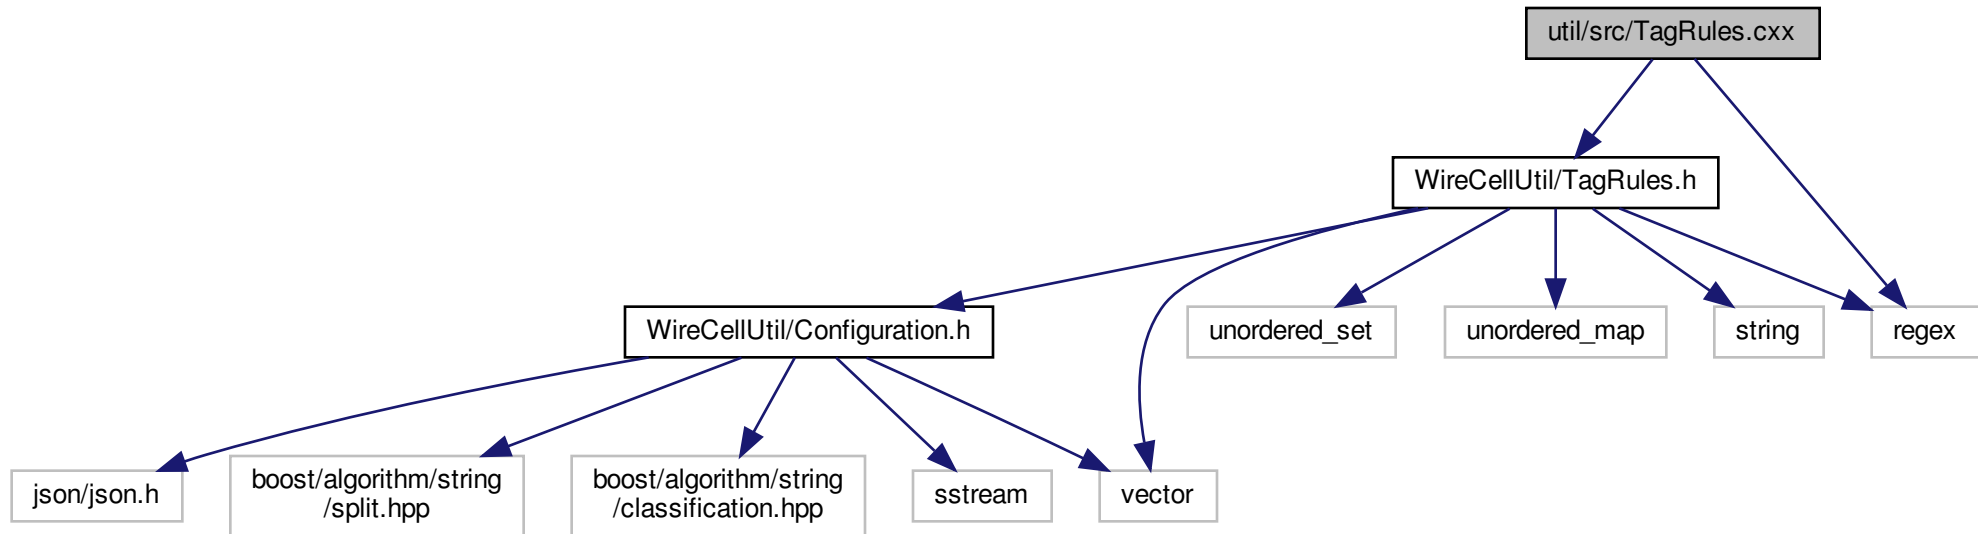 util/src/TagRules.cxx
WireCellUtil/TagRules.h
WireCellUtil/Configuration.h
unordered_set
unordered_map
string
regex
json/json.h
boost/algorithm/string
/split.hpp
boost/algorithm/string
/classification.hpp
sstream
vector